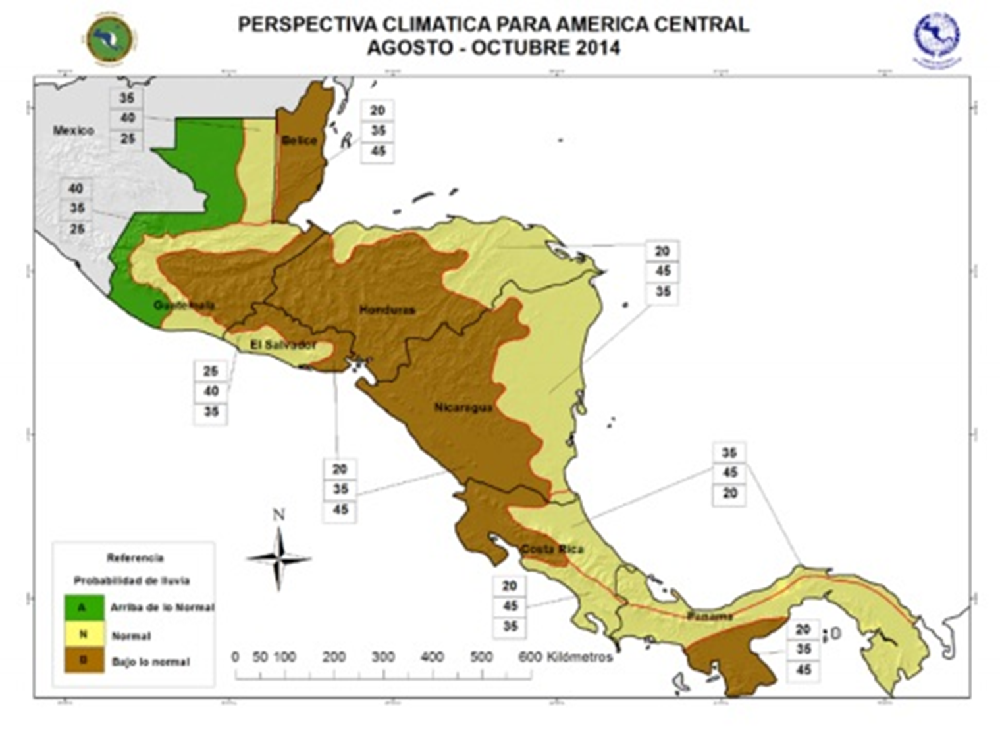 PERSPECTIVA CLIMATICA PARA AMERICA CENTRAL
AGOSTO - OCTUBRE 2014
35
40
25
Mexico
Belice
20
35
45
40
35
25
20
45
35
Guatemala
Honduras
El Salvador
25
40
35
Nicaragua
20
35
45
35
45
20
N
Costa Rica
20
45
35
Panama
20
35
45
Referencia
Probabilidad de lluvia
A Arriba de lo Normal
N Normal
B Bajo lo normal
0 50 100 200 300 400 500 600 Kilómetros